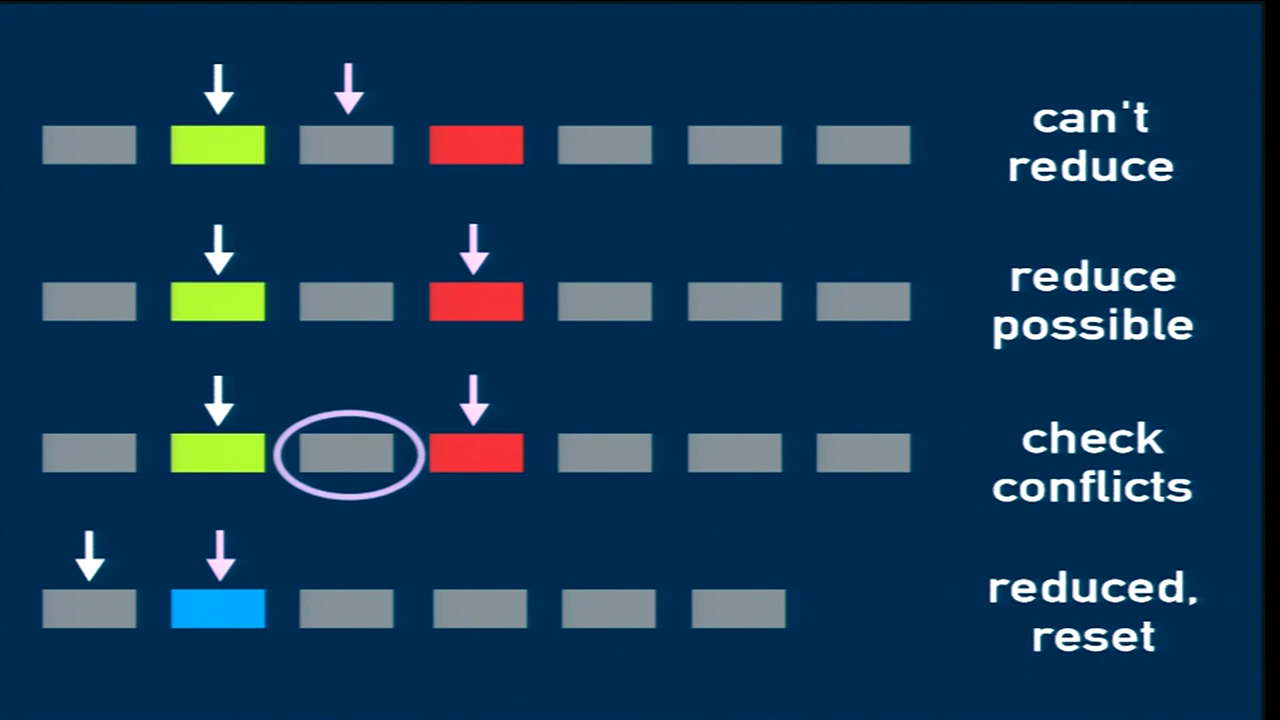 can't
reduce
reduce
possible
check
conflicts
reduced,
reset